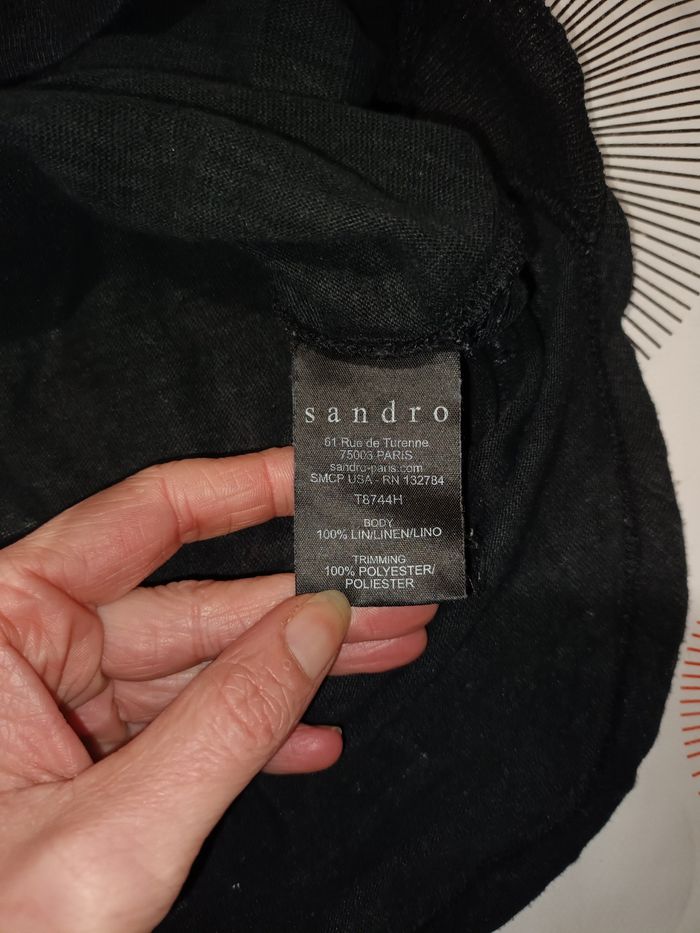 sandro
61 Rue de Turenne
75003 PARIS
sandro-paris.com
SMCP USA - RN 132784
T8744H
BODY
100% LIN/LINEN/LINO
TRIMMING
100% POLYESTER/
POLIESTER